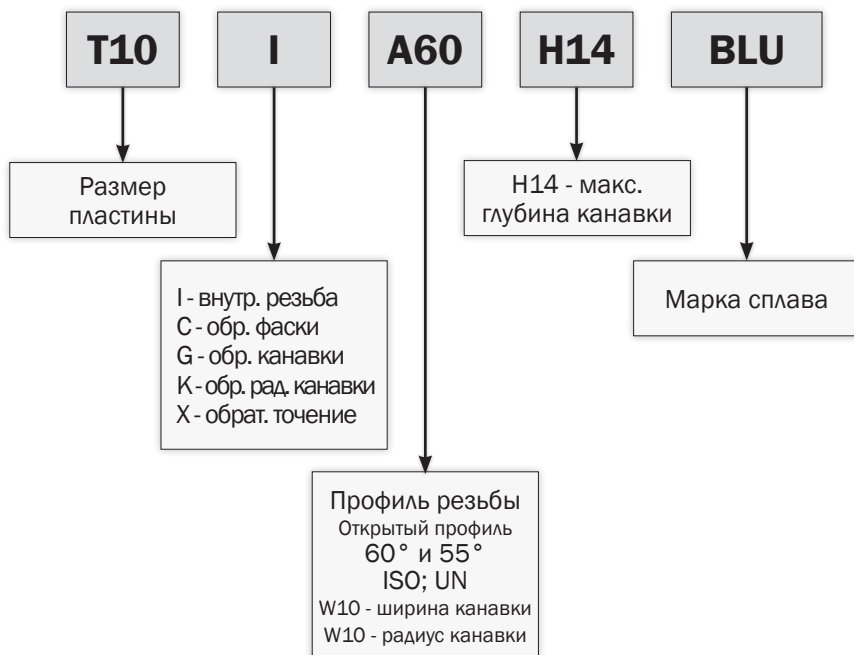 T10 I A60 H14 BLU
Размер
пластины
H14 - макс.
глубина канавки
I - внутр. резьба
C - обр. фаски
G - обр. канавки
K - обр. рад. канавки
X - обрат. точение
Марка сплава
Профиль резьбы
Открытый профиль
60° и 55°
ISO; UN
W10 - ширина канавки
W10 - радиус канавки